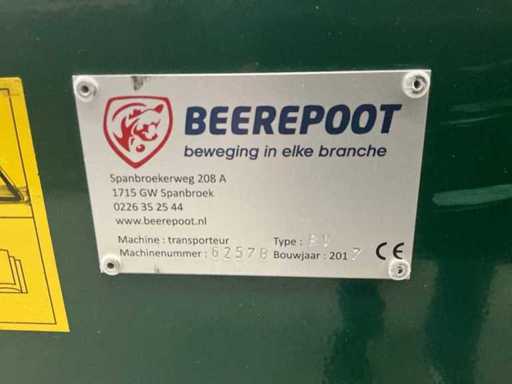 BEEREPOOT
beweging in elke branche
Spanbroekerweg 208 A
1715 GW Spanbroek
0226 35 25 44
www.beerepoot.nl
Machine : transporteur Type :
Machinenummer : Bouwjaar : 2017 CE